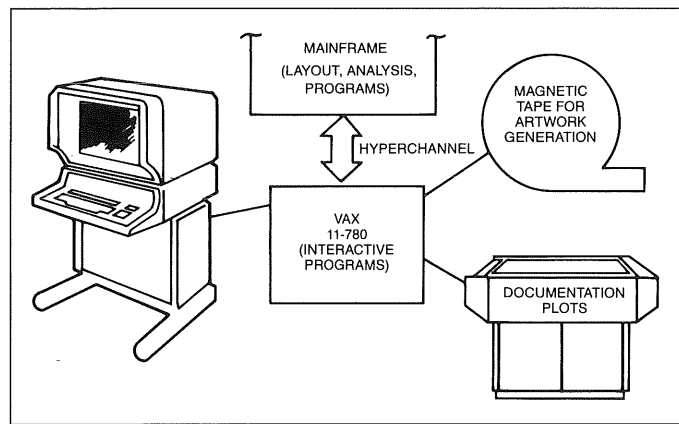 MAINFRAME
(LAYOUT, ANALYSIS,
PROGRAMS)
HYPERCHANNEL
MAGNETIC
TAPE FOR
ARTWORK
GENERATION
VAX
11-780
(INTERACTIVE
PROGRAMS)
DOCUMENTATION
PLOTS